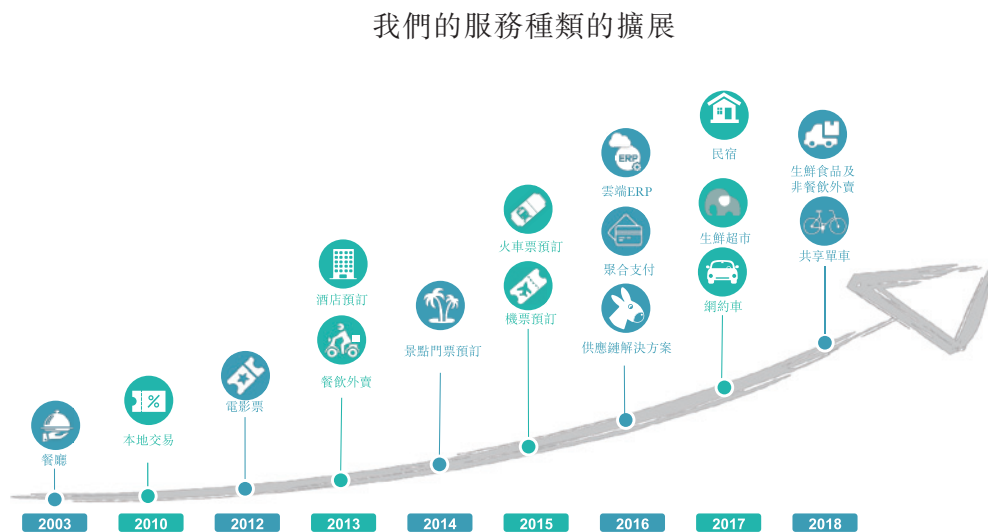 我們的服務種類的擴展
餐廳
本地交易
電影票
酒店預訂
餐飲外賣
景點門票預訂
火車票預訂
機票預訂
雲端ERP
ERP
聚合支付
供應鏈解決方案
民宿
生鮮超市
網約車
生鮮食品及
非餐飲外賣
共享單車
%
2003
2010
2012
2013
2014
2015
2016
2017
2018